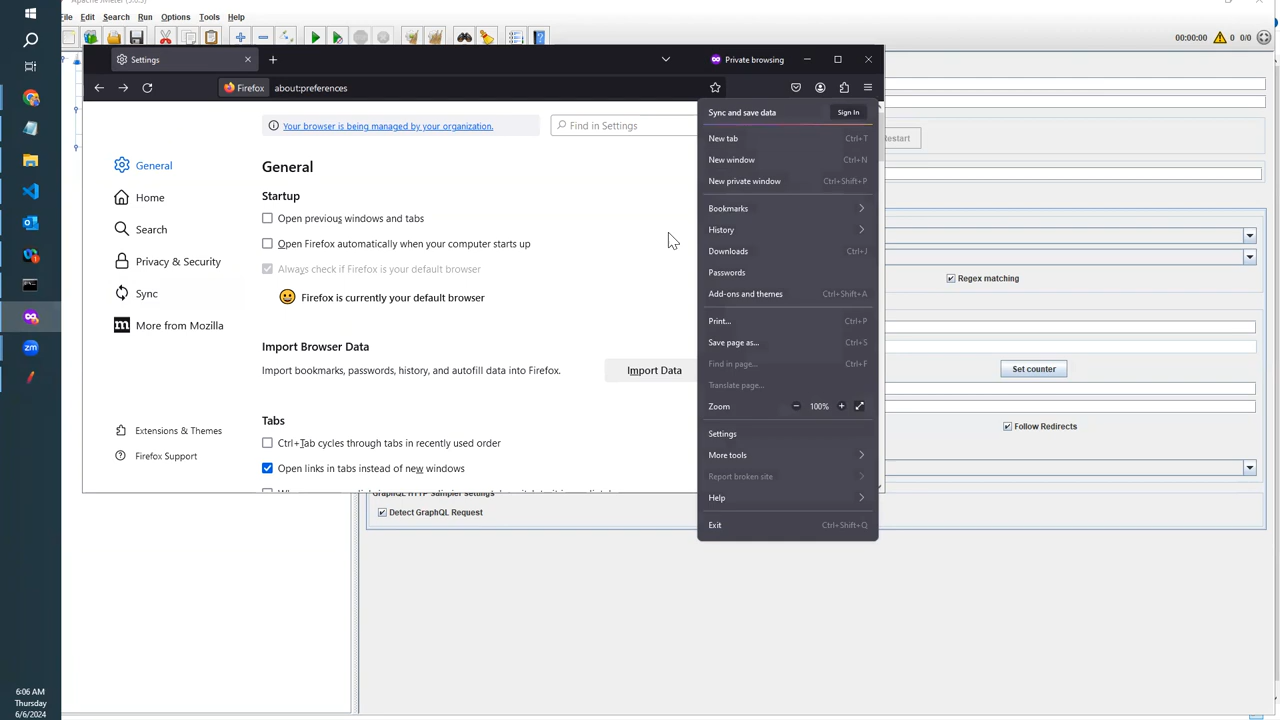 File Edit Search Run Options Tools Help
00:00:00 0 0/0
Settings
Private browsing
Firefox about:preferences
Your browser is being managed by your organization.
Find in Settings
General
Home
Search
Privacy & Security
Sync
More from Mozilla
Extensions & Themes
Firefox Support
General
Startup
Open previous windows and tabs
Open Firefox automatically when your computer starts up
Always check if Firefox is your default browser
Firefox is currently your default browser
Import Browser Data
Import bookmarks, passwords, history, and autofill data into Firefox.
Import Data
Tabs
Ctrl+Tab cycles through tabs in recently used order
Open links in tabs instead of new windows
Sync and save data Sign In
New tab Ctrl+T
New window Ctrl+N
New private window Ctrl+Shift+P
Bookmarks
History
Downloads Ctrl+J
Passwords
Add-ons and themes Ctrl+Shift+A
Print... Ctrl+P
Save page as... Ctrl+S
Find in page... Ctrl+F
Translate page...
Zoom 100%
Settings
More tools
Report broken site
Help
Exit Ctrl+Shift+Q
Regex matching
Set counter
Follow Redirects
GraphQL HTTP Sampler settings
Detect GraphQL Request
zm
6:06 AM
Thursday
6/6/2024